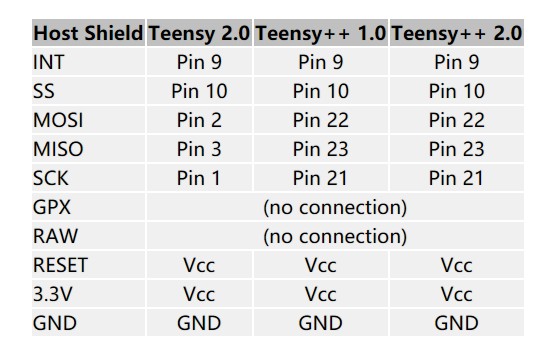 Host Shield Teensy 2.0 Teensy++ 1.0 Teensy++ 2.0
INT Pin 9 Pin 9 Pin 9
SS Pin 10 Pin 10 Pin 10
MOSI Pin 2 Pin 22 Pin 22
MISO Pin 3 Pin 23 Pin 23
SCK Pin 1 Pin 21 Pin 21
GPX (no connection)
RAW (no connection)
RESET Vcc Vcc Vcc
3.3V Vcc Vcc Vcc
GND GND GND GND